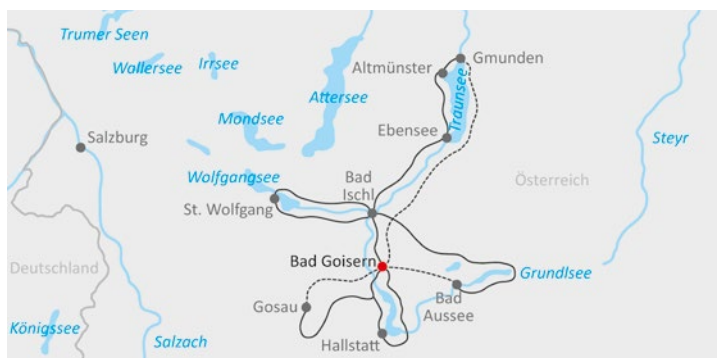 Trumer Seen
Wallersee
Irrsee
Gmunden
Altmünster
Attersee
Mondsee
Traunsee
Ebensee
Salzburg
Steyr
Wolfgangsee
Bad
Ischl
Österreich
St. Wolfgang
Bad Goisern
Deutschland
Grundlsee
Gosau
Bad
Aussee
Königssee
Salzach
Hallstatt